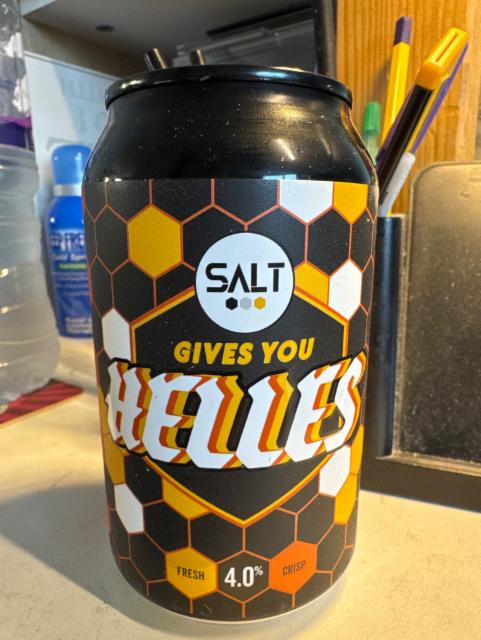 SALT
GIVES YOU
HELLES
FRESH
4.0%
CRISP